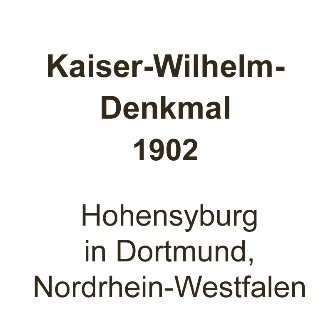 Kaiser-Wilhelm-
Denkmal
1902
Hohensyburg
in Dortmund,
Nordrhein-Westfalen